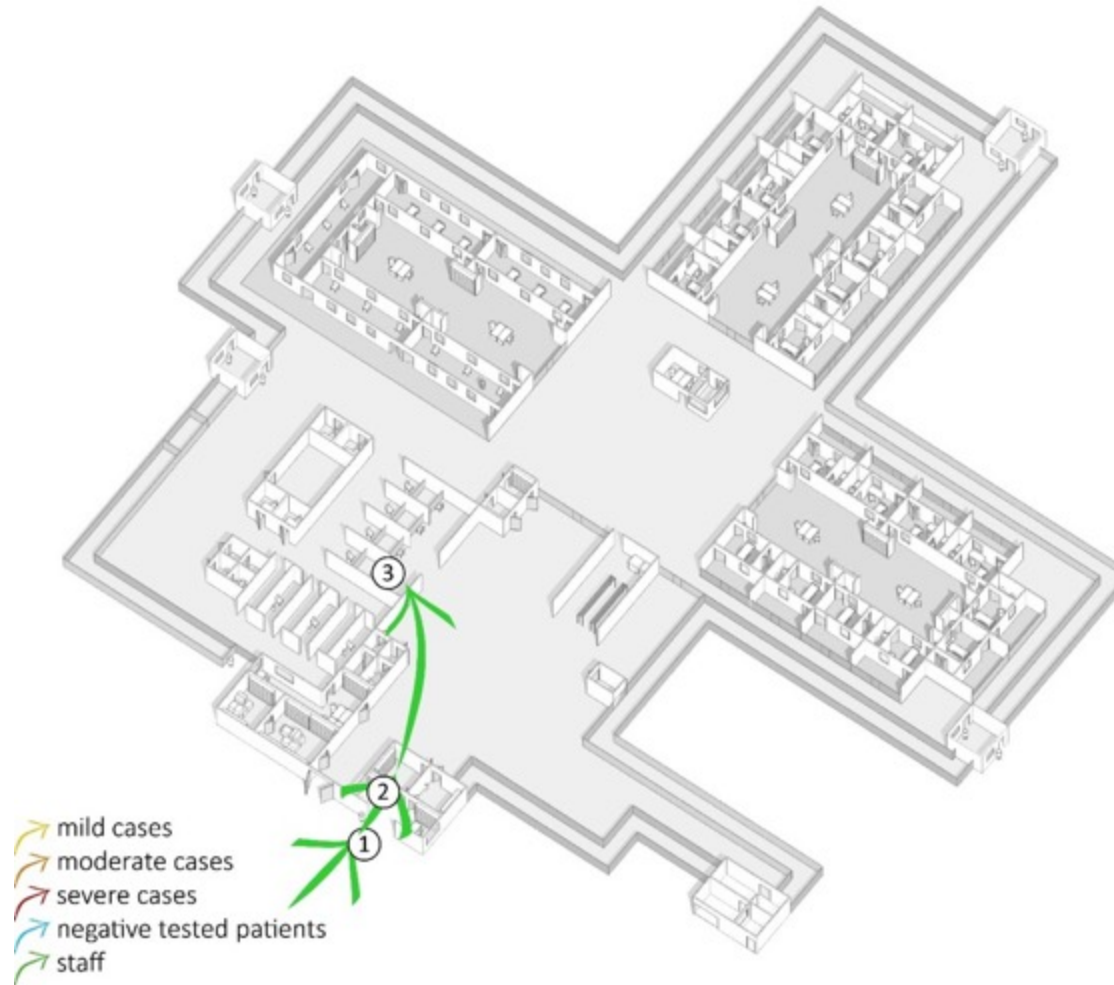 3
2
1
mild cases
moderate cases
severe cases
negative tested patients
staff